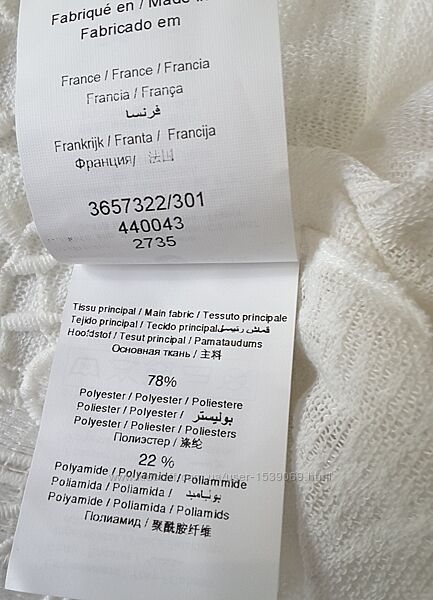 Fabriqué en / Made in
Fabricado em
France / France / Francia
Francia / França
فرنسا
Frankrijk / Franta / Francija
Франция/ 法国
3657322/301
440043
2735
Tissu principal / Main fabric / Tessuto principale
Tejido principal / Tecido principal قماش رئيسي
Hoofdstof / Tesut principal / Pamataudums
Основная ткань / 主料
78%
Polyester / Polyester / Poliestere
Poliester / Polyester / بوليستر
Polyester / Poliester / Poliesters
Полиэстер / 涤纶
22 %
Polyamide / Polyamide / Poliammide
Poliamida / Poliamida / بوليامید
Polyamide / Poliamida / Poliamids
Полиамид / 聚酰胺纤维